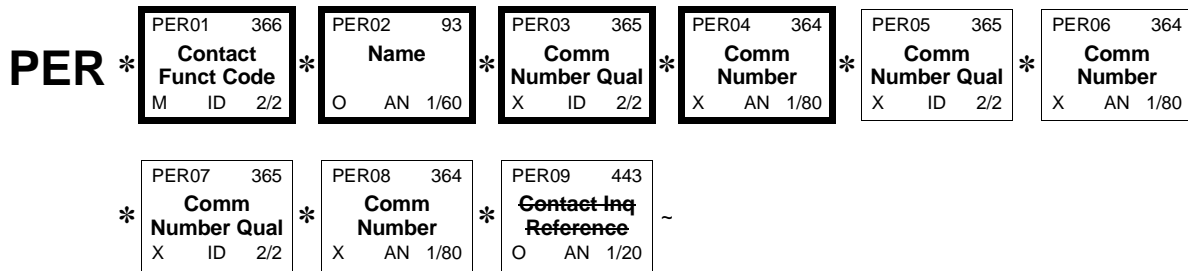 PER * PER01 366 * PER02 93 * PER03 365 * PER04 364 * PER05 365 * PER06 364
Contact Name Comm Comm Comm Comm
Funct Code Number Qual Number Number Qual Number
M ID 2/2 O AN 1/60 X ID 2/2 X AN 1/80 X ID 2/2 X AN 1/80
* PER07 365 * PER08 364 * PER09 443 ~
Comm Comm Contact Inq
Number Qual Number Reference
X ID 2/2 X AN 1/80 O AN 1/20